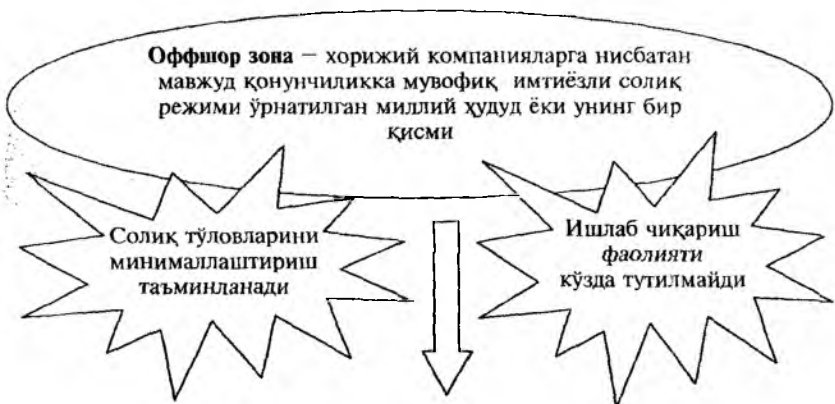 Оффшор зона – хорижий компанияларга нисбатан
мавжуд қонунчиликка мувофиқ имтиёзли солиқ
режими ўрнатилган миллий ҳудуд ёки унинг бир
қисми
Солиқ тўловларини
минималлаштириш
таъминланади
Ишлаб чиқариш
фаолияти
кўзда тутилмайди